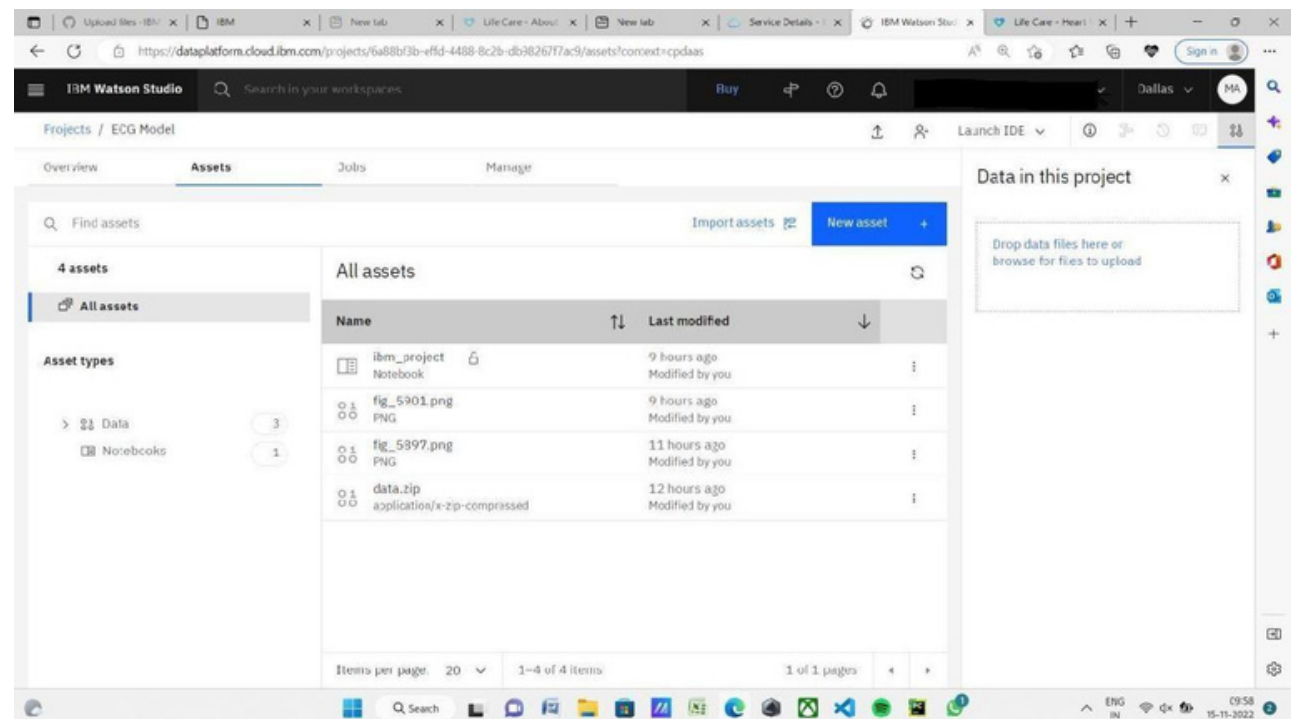 Upload files · IBM
IBM
New tab
Life Care - About
New tab
Service Details -
IBM Watson Stud
Life Care - Heart
https://dataplatform.cloud.ibm.com/projects/6a88bf3b-effd-4488-8c2b-db38267f7ac9/assets?context=cpdaas
Sign in
IBM Watson Studio
Search in your workspaces
Buy
Dallas
MA
Projects / ECG Model
Launch IDE
Overview
Assets
Jobs
Manage
Data in this project
Find assets
Import assets
New asset +
Drop data files here or
browse for files to upload
4 assets
All assets
All assets
Name
Last modified
Asset types
ibm_project
9 hours ago
Notebook
Modified by you
fig_5901.png
9 hours ago
PNG
Modified by you
Data 3
Notebooks 1
fig_5897.png
11 hours ago
PNG
Modified by you
data.zip
12 hours ago
application/x-zip-compressed
Modified by you
Items per page: 20
1–4 of 4 items
1 of 1 pages
Search
ENG
IN
09:58
15-11-2022
2